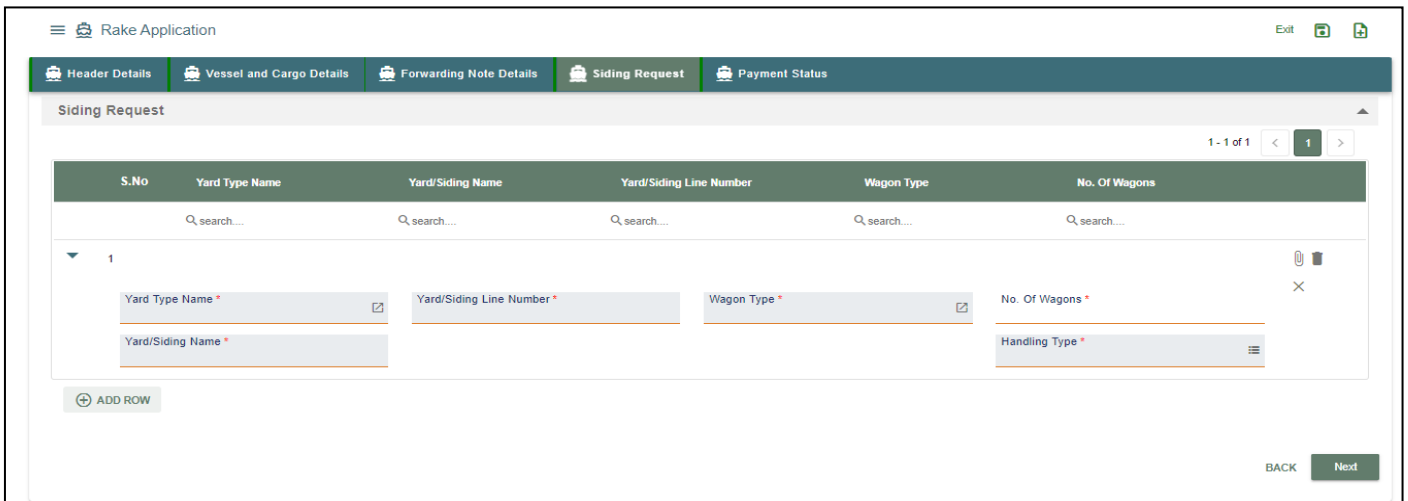 Rake Application
Exit
Header Details Vessel and Cargo Details Forwarding Note Details Siding Request Payment Status
Siding Request
1 - 1 of 1 < 1 >
S.No Yard Type Name Yard/Siding Name Yard/Siding Line Number Wagon Type No. Of Wagons
search.... search.... search.... search.... search....
1
Yard Type Name * Yard/Siding Line Number * Wagon Type * No. Of Wagons *
Yard/Siding Name * Handling Type *
ADD ROW
BACK Next